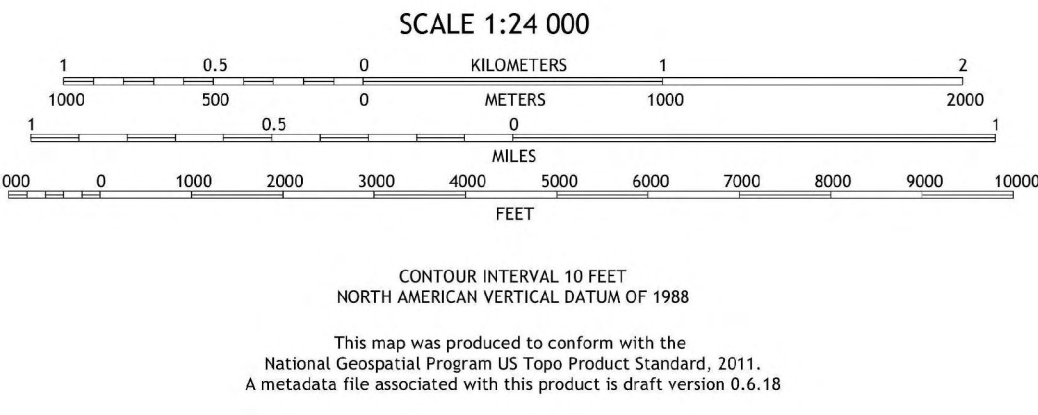 SCALE 1:24 000
1 0.5 0 KILOMETERS 1 2
1000 500 0 METERS 1000 2000
1 0.5 0 1
MILES
000 0 1000 2000 3000 4000 5000 6000 7000 8000 9000 10000
FEET
CONTOUR INTERVAL 10 FEET
NORTH AMERICAN VERTICAL DATUM OF 1988
This map was produced to conform with the
National Geospatial Program US Topo Product Standard, 2011.
A metadata file associated with this product is draft version 0.6.18